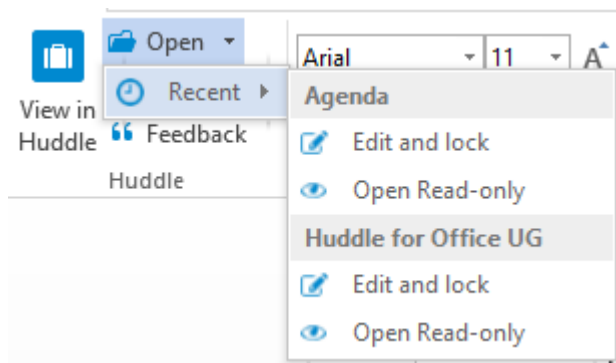 Open
Arial 11 A
Recent
Agenda
View in
Huddle
Feedback
Edit and lock
Huddle
Open Read-only
Huddle for Office UG
Edit and lock
Open Read-only